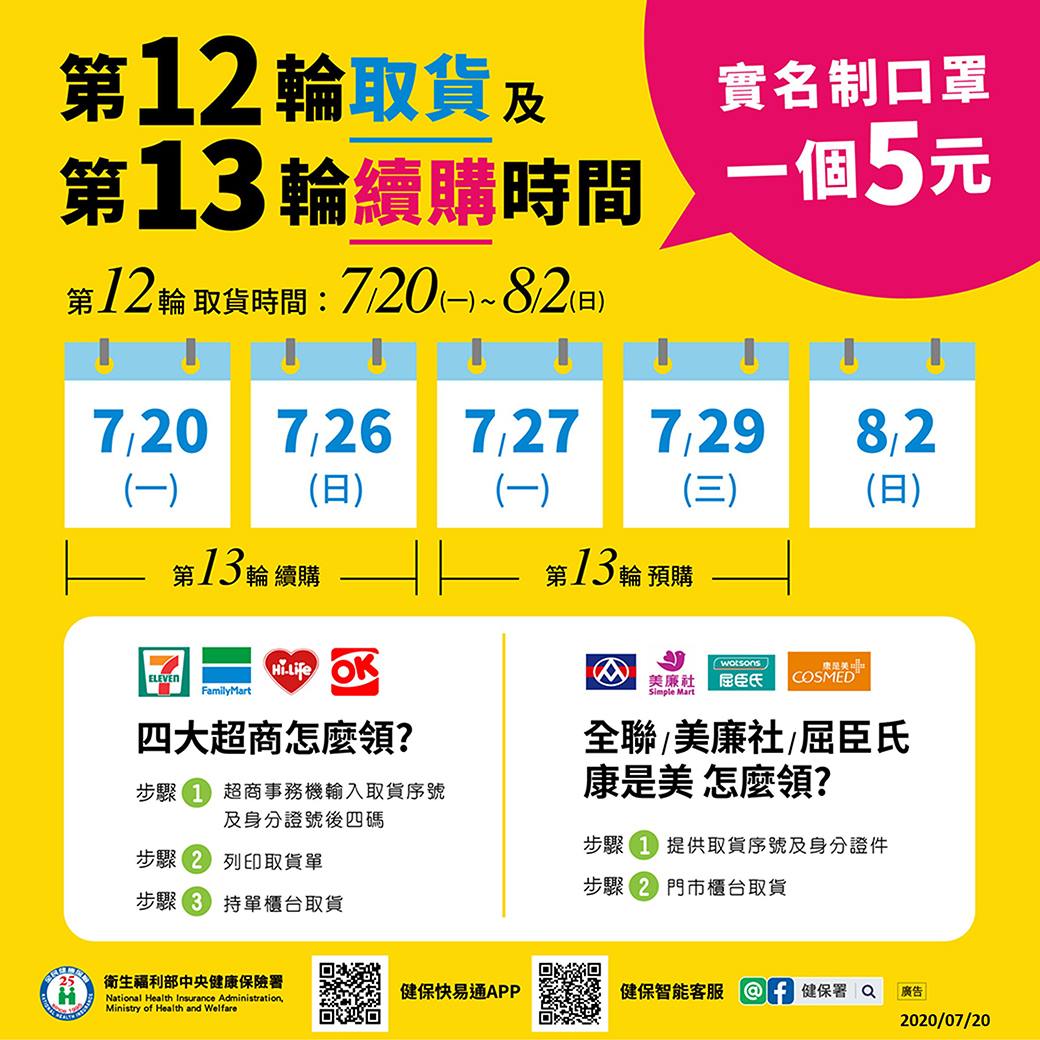 第12輪取貨及
第13輪續購時間
實名制口罩
一個5元
第12輪 取貨時間：7/20(一)~8/2(日)
7/20
(一)
7/26
(日)
7/27
(一)
7/29
(三)
8/2
(日)
第13輪 續購
第13輪 預購
7
ELEVEN
FamilyMart
Hi-Life
OK
四大超商怎麼領?
步驟 1 超商事務機輸入取貨序號
及身分證號後四碼
步驟 2 列印取貨單
步驟 3 持單櫃台取貨
美廉社
Simple Mart
watsons
屈臣氏
康是美
COSMED
全聯/美廉社/屈臣氏
康是美 怎麼領?
步驟 1 提供取貨序號及身分證件
步驟 2 門市櫃台取貨
25
衛生福利部中央健康保險署
National Health Insurance Administration,
Ministry of Health and Welfare
健保快易通APP
健保智能客服
@ f 健保署
廣告
2020/07/20